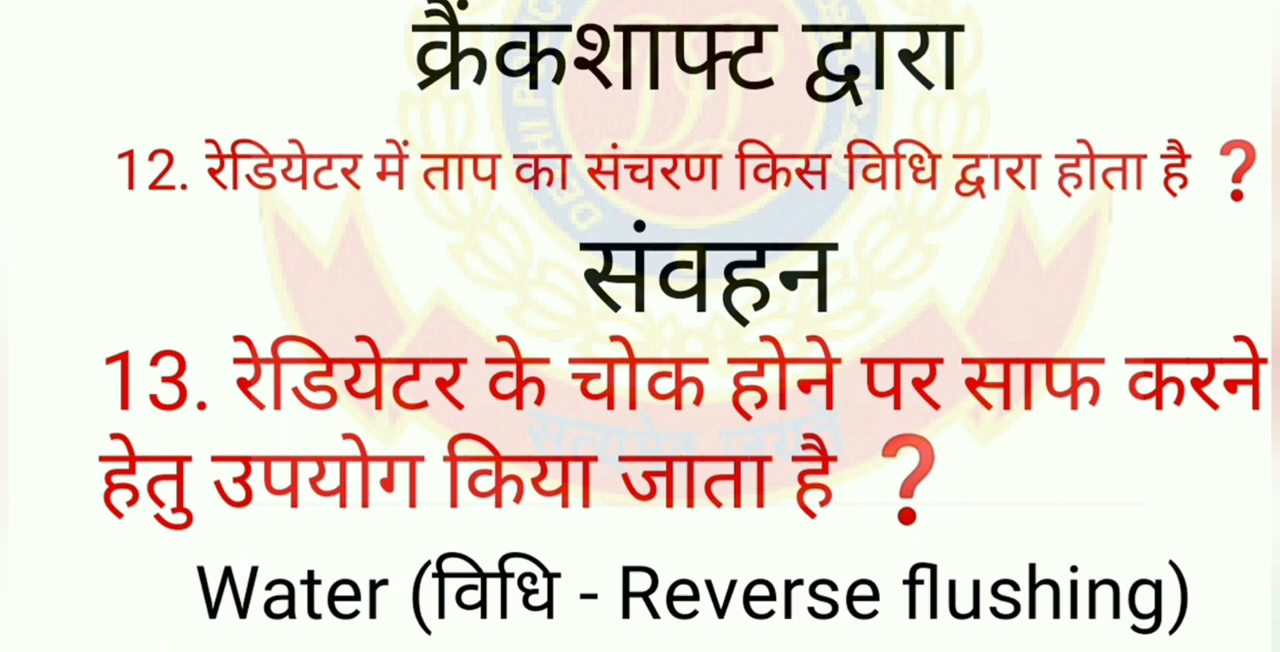 क्रैंकशाफ्ट द्वारा
12. रेडियेटर में ताप का संचरण किस विधि द्वारा होता है ❓
संवहन
13. रेडियेटर के चोक होने पर साफ करने
हेतु उपयोग किया जाता है ❓
Water (विधि - Reverse flushing)